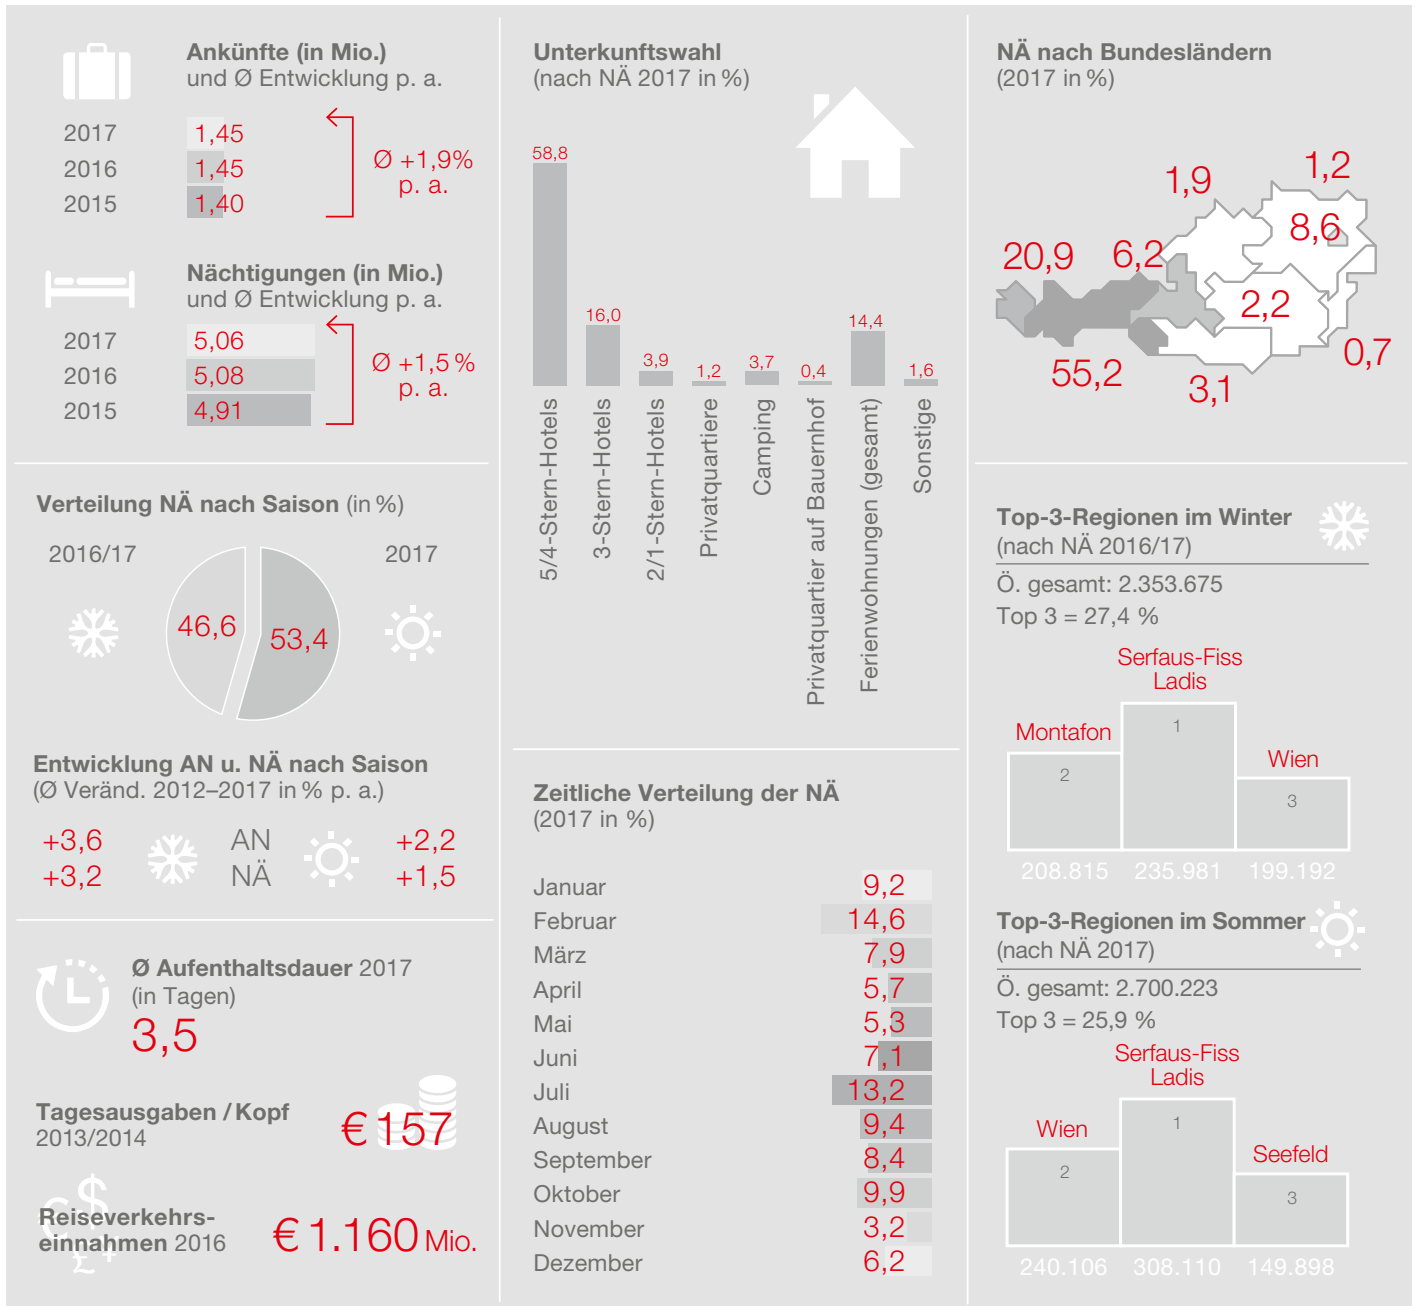 Ankünfte (in Mio.)
und Ø Entwicklung p. a.
2017 1,45
2016 1,45
2015 1,40
Ø +1,9%
p. a.
Nächtigungen (in Mio.)
und Ø Entwicklung p. a.
2017 5,06
2016 5,08
2015 4,91
Ø +1,5 %
p. a.
Verteilung NÄ nach Saison (in %)
2016/17 2017
46,6 53,4
Entwicklung AN u. NÄ nach Saison
(Ø Veränd. 2012–2017 in % p. a.)
+3,6 AN +2,2
+3,2 NÄ +1,5
Ø Aufenthaltsdauer 2017
(in Tagen)
3,5
Tagesausgaben / Kopf
2013/2014
€ 157
Reiseverkehrs-
einnahmen 2016
€ 1.160 Mio.
€ $
£ ¥
Unterkunftswahl
(nach NÄ 2017 in %)
58,8
16,0
3,9
1,2
3,7
0,4
14,4
1,6
5/4-Stern-Hotels
3-Stern-Hotels
2/1-Stern-Hotels
Privatquartiere
Camping
Privatquartier auf Bauernhof
Ferienwohnungen (gesamt)
Sonstige
Zeitliche Verteilung der NÄ
(2017 in %)
Januar 9,2
Februar 14,6
März 7,9
April 5,7
Mai 5,3
Juni 7,1
Juli 13,2
August 9,4
September 8,4
Oktober 9,9
November 3,2
Dezember 6,2
NÄ nach Bundesländern
(2017 in %)
1,2
1,9
8,6
20,9 6,2
2,2
0,7
55,2
3,1
Top-3-Regionen im Winter
(nach NÄ 2016/17)
Ö. gesamt: 2.353.675
Top 3 = 27,4 %
Serfaus-Fiss
Ladis
Montafon
Wien
1
2
3
208.815 235.981 199.192
Top-3-Regionen im Sommer
(nach NÄ 2017)
Ö. gesamt: 2.700.223
Top 3 = 25,9 %
Serfaus-Fiss
Ladis
Wien
Seefeld
1
2
3
240.106 308.110 149.898